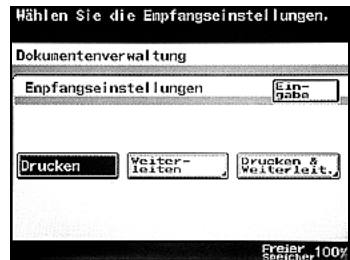 Wählen Sie die Empfangseinstellungen.
Dokumentenverwaltung
Empfangseinstellungen
Ein-
gabe
Drucken
Weiter-
leiten
Drucken &
Weiterleit.
Freier
Speicher 100%